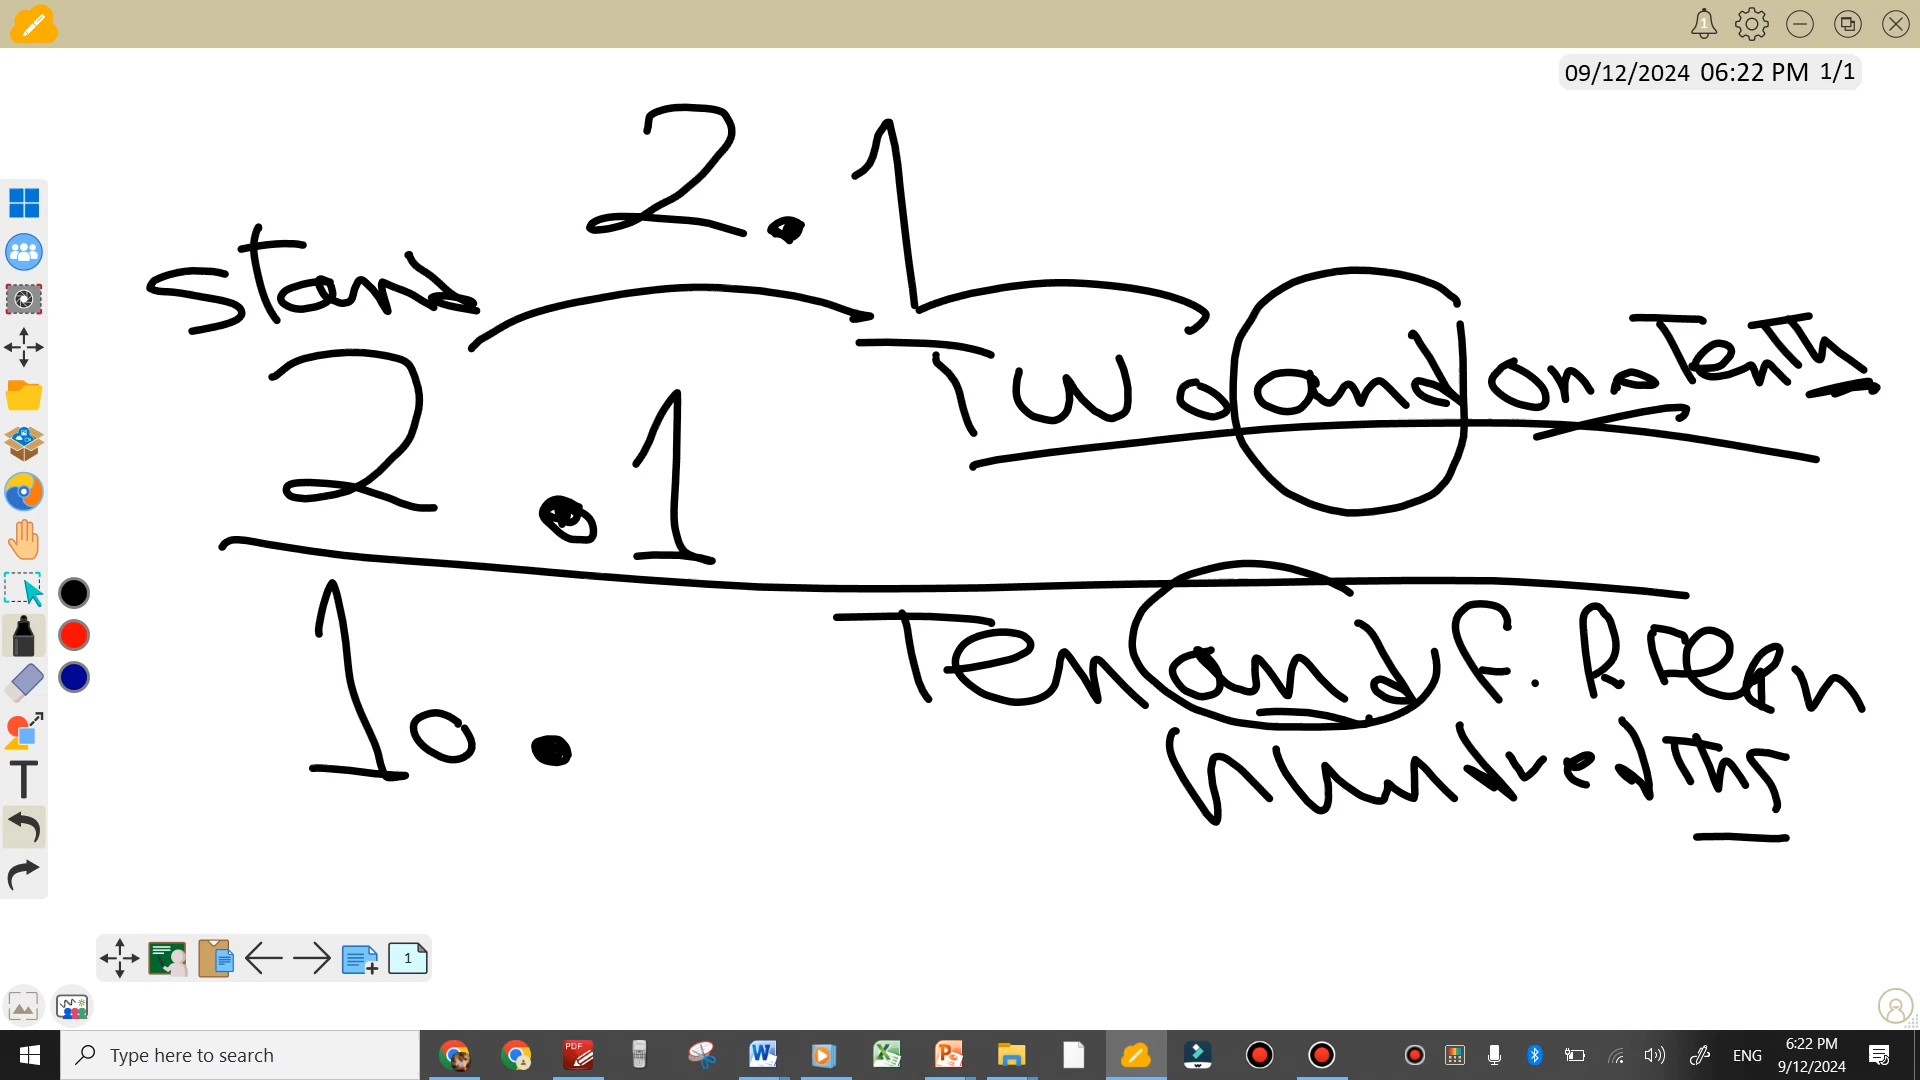 09/12/2024 06:22 PM 1/1
2.1
stand
Two and one Tenth
2.1
Ten and
hundredths
10.
1
Type here to search
ENG
6:22 PM
9/12/2024